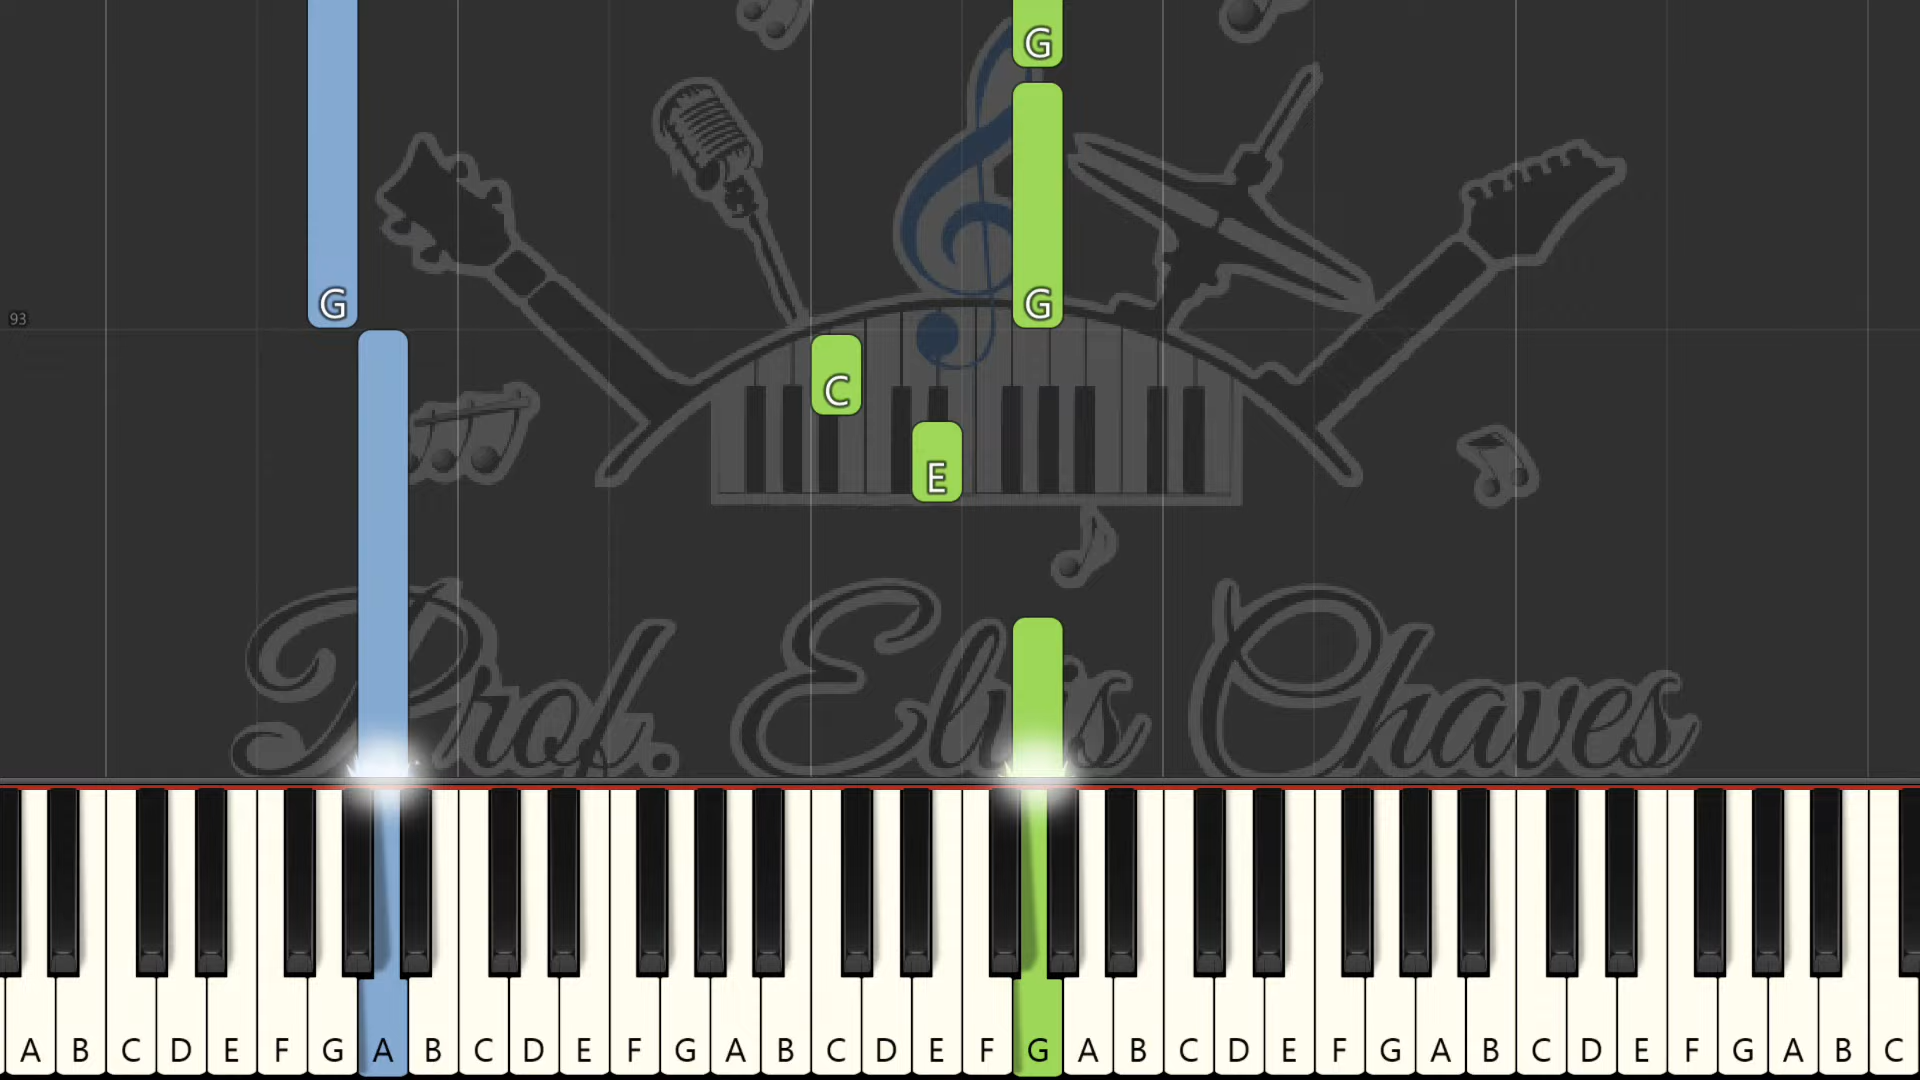 G
G
G
93
C
E
Prof. Elvis Chaves
A B C D E F G A B C D E F G A B C D E F G A B C D E F G A B C D E F G A B C